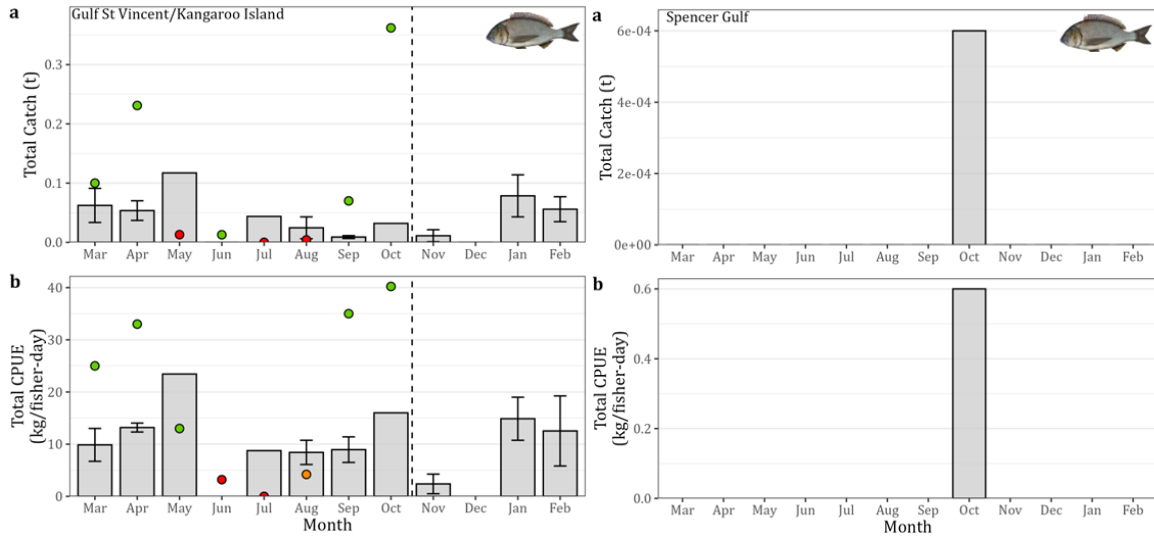 a
Gulf St Vincent/Kangaroo Island
Total Catch (t)
0.3
0.2
0.1
0.0
Mar Apr May Jun Jul Aug Sep Oct Nov Dec Jan Feb
b
Total CPUE
(kg/fisher-day)
40
30
20
10
0
Mar Apr May Jun Jul Aug Sep Oct Nov Dec Jan Feb
Month
a
Spencer Gulf
Total Catch (t)
6e-04
4e-04
2e-04
0e+00
Mar Apr May Jun Jul Aug Sep Oct Nov Dec Jan Feb
b
Total CPUE
(kg/fisher-day)
0.6
0.4
0.2
0.0
Mar Apr May Jun Jul Aug Sep Oct Nov Dec Jan Feb
Month